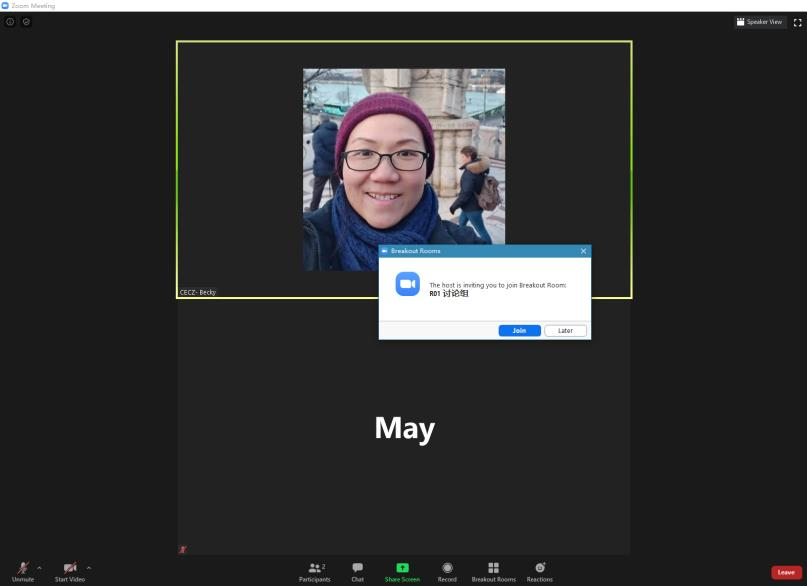 Zoom Meeting
Speaker View
CECZ- Becky
Breakout Rooms
The host is inviting you to join Breakout Room:
R01 讨论组
Join
Later
May
Unmute
Start Video
2
Participants
Chat
Share Screen
Record
Breakout Rooms
Reactions
Leave